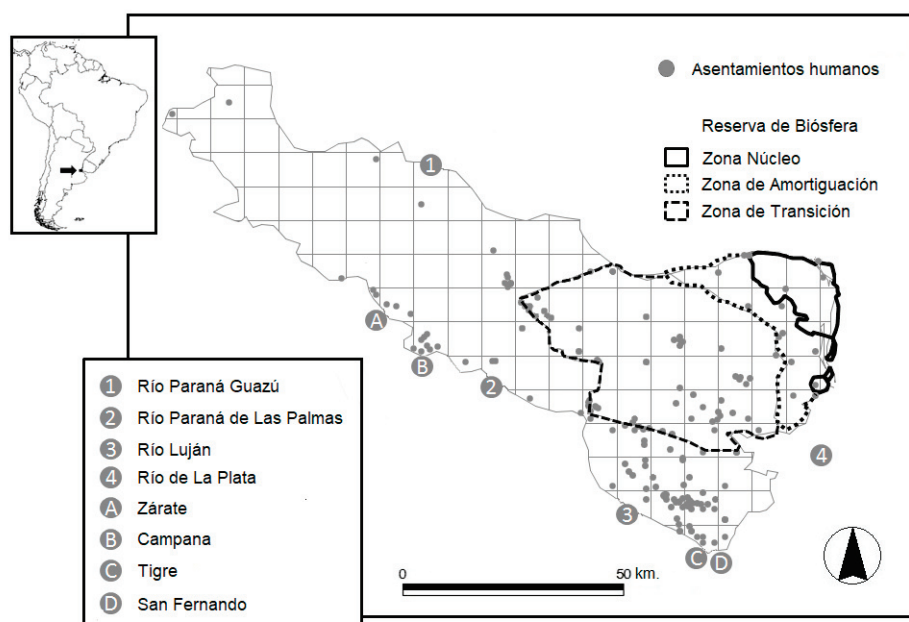 Asentamientos humanos
Reserva de Biósfera
Zona Núcleo
Zona de Amortiguación
Zona de Transición
1
A
B
2
3
4
C
D
1 Río Paraná Guazú
2 Río Paraná de Las Palmas
3 Río Luján
4 Río de La Plata
A Zárate
B Campana
C Tigre
D San Fernando
0 50 km.